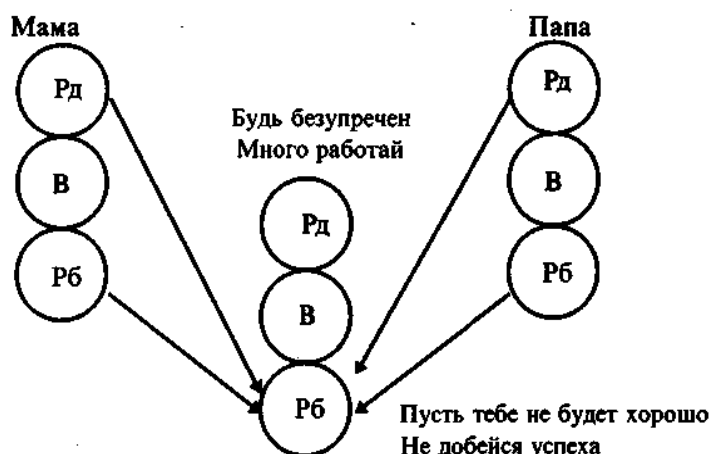 Мама
Папа
Рд
Рд
Будь безупречен
Много работай
В
В
Рд
Рб
Рб
В
Рб
Пусть тебе не будет хорошо
Не добейся успеха